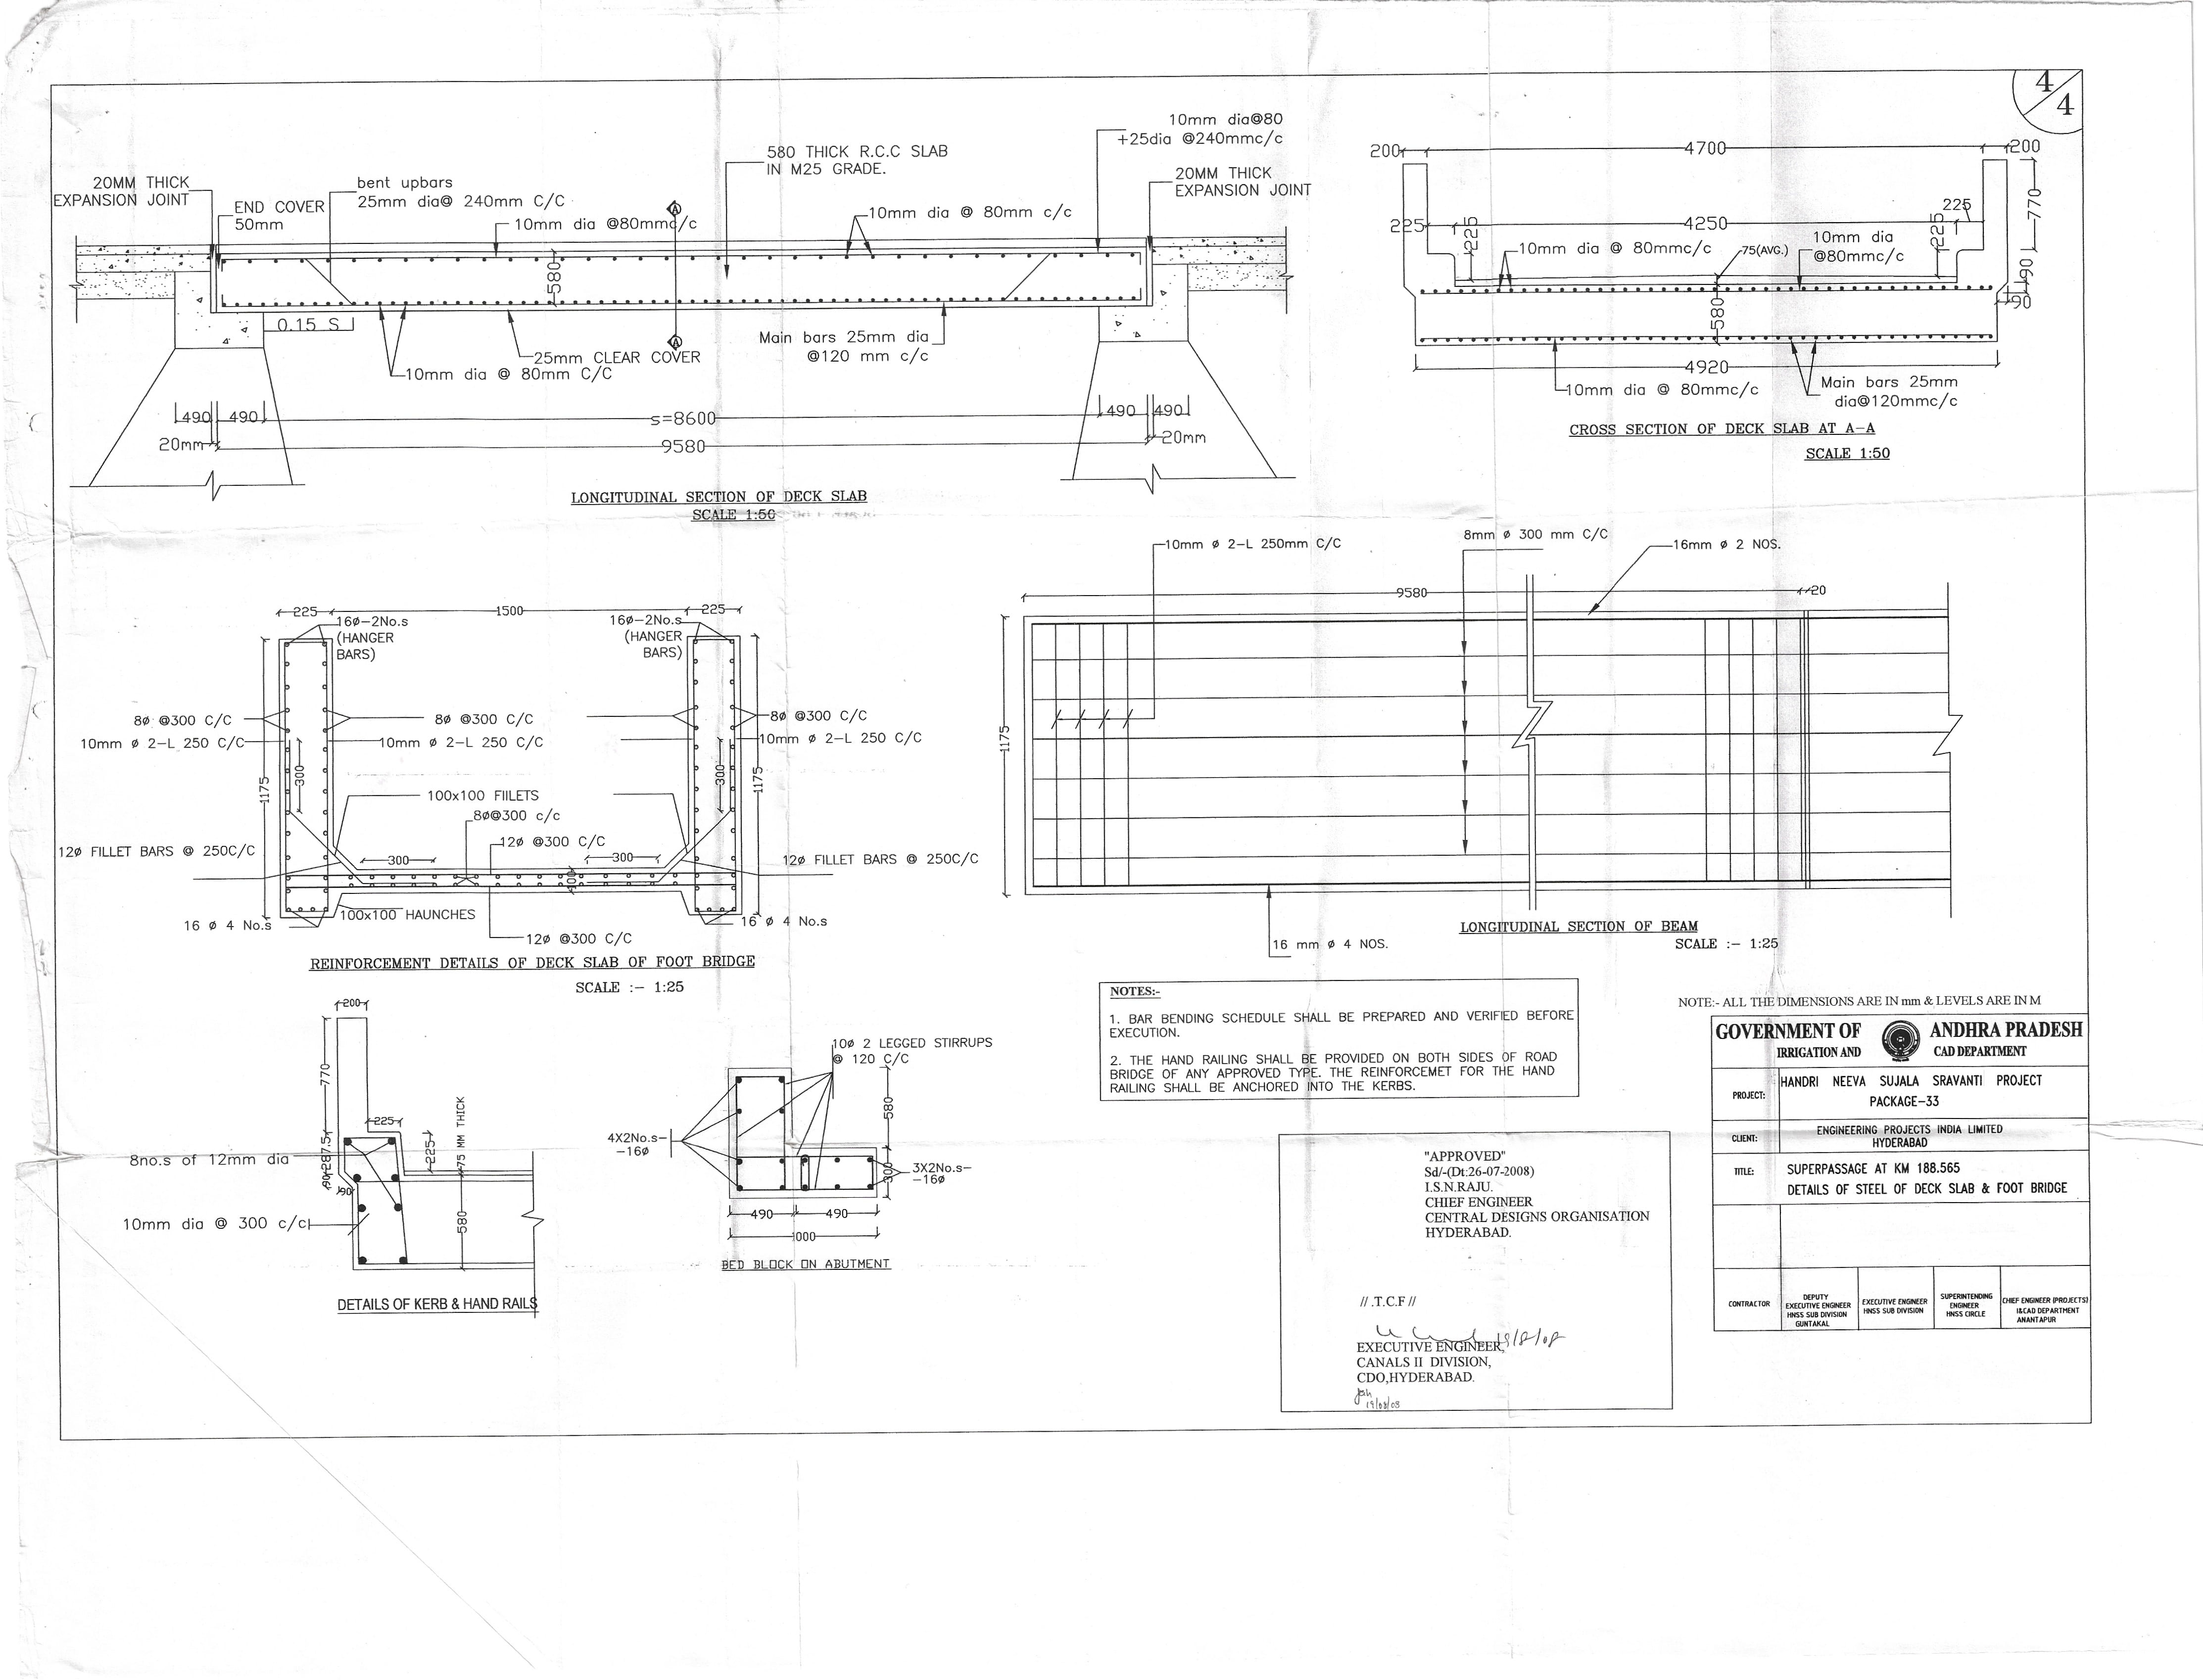 4/4
20MM THICK
EXPANSION JOINT
END COVER
50mm
bent upbars
25mm dia@ 240mm C/C
10mm dia @80mmc/c
580 THICK R.C.C SLAB
IN M25 GRADE.
10mm dia @ 80mm c/c
10mm dia@80
+25dia @240mmc/c
20MM THICK
EXPANSION JOINT
A
580
0.15 S
A
10mm dia @ 80mm C/C
25mm CLEAR COVER
Main bars 25mm dia
@120 mm c/c
490
490
s=8600
490
490
20mm
9580
20mm
LONGITUDINAL SECTION OF DECK SLAB
SCALE 1:50
200
4700
200
770
225
225
4250
225
225
10mm dia @ 80mmc/c
75(AVG.)
10mm dia
@80mmc/c
90
90
580
4920
10mm dia @ 80mmc/c
Main bars 25mm
dia@120mmc/c
CROSS SECTION OF DECK SLAB AT A-A
SCALE 1:50
225
1500
225
16ø-2No.s
(HANGER
BARS)
16ø-2No.s
(HANGER
BARS)
8ø @300 C/C
8ø @300 C/C
8ø @300 C/C
10mm ø 2-L 250 C/C
10mm ø 2-L 250 C/C
10mm ø 2-L 250 C/C
1175
300
300
1175
100x100 FIILETS
8ø@300 c/c
12ø @300 C/C
300
300
100
12ø FILLET BARS @ 250C/C
12ø FILLET BARS @ 250C/C
100x100 HAUNCHES
16 ø 4 No.s
16 ø 4 No.s
12ø @300 C/C
REINFORCEMENT DETAILS OF DECK SLAB OF FOOT BRIDGE
SCALE :- 1:25
10mm ø 2-L 250mm C/C
8mm ø 300 mm C/C
16mm ø 2 NOS.
9580
20
1175
16 mm ø 4 NOS.
LONGITUDINAL SECTION OF BEAM
SCALE :- 1:25
200
770
225
225
75 MM THICK
287.5
90
90
8no.s of 12mm dia
10mm dia @ 300 c/c
580
DETAILS OF KERB & HAND RAILS
10ø 2 LEGGED STIRRUPS
@ 120 C/C
580
4X2No.s-
-16ø
3X2No.s-
-16ø
300
490
490
1000
BED BLOCK ON ABUTMENT
NOTES:-
1. BAR BENDING SCHEDULE SHALL BE PREPARED AND VERIFIED BEFORE
EXECUTION.
2. THE HAND RAILING SHALL BE PROVIDED ON BOTH SIDES OF ROAD
BRIDGE OF ANY APPROVED TYPE. THE REINFORCEMET FOR THE HAND
RAILING SHALL BE ANCHORED INTO THE KERBS.
"APPROVED"
Sd/-(Dt:26-07-2008)
I.S.N.RAJU.
CHIEF ENGINEER
CENTRAL DESIGNS ORGANISATION
HYDERABAD.
// .T.C.F //
19/8/08
EXECUTIVE ENGINEER,
CANALS II DIVISION,
CDO,HYDERABAD.
19/08/08
NOTE:- ALL THE DIMENSIONS ARE IN mm & LEVELS ARE IN M
GOVERNMENT OF ANDHRA PRADESH
IRRIGATION AND CAD DEPARTMENT
PROJECT: HANDRI NEEVA SUJALA SRAVANTI PROJECT
PACKAGE-33
CLIENT: ENGINEERING PROJECTS INDIA LIMITED
HYDERABAD
TITLE: SUPERPASSAGE AT KM 188.565
DETAILS OF STEEL OF DECK SLAB & FOOT BRIDGE
CONTRACTOR
DEPUTY
EXECUTIVE ENGINEER
HNSS SUB DIVISION
GUNTAKAL
EXECUTIVE ENGINEER
HNSS SUB DIVISION
SUPERINTENDING
ENGINEER
HNSS CIRCLE
CHIEF ENGINEER (PROJECTS)
I&CAD DEPARTMENT
ANANTAPUR